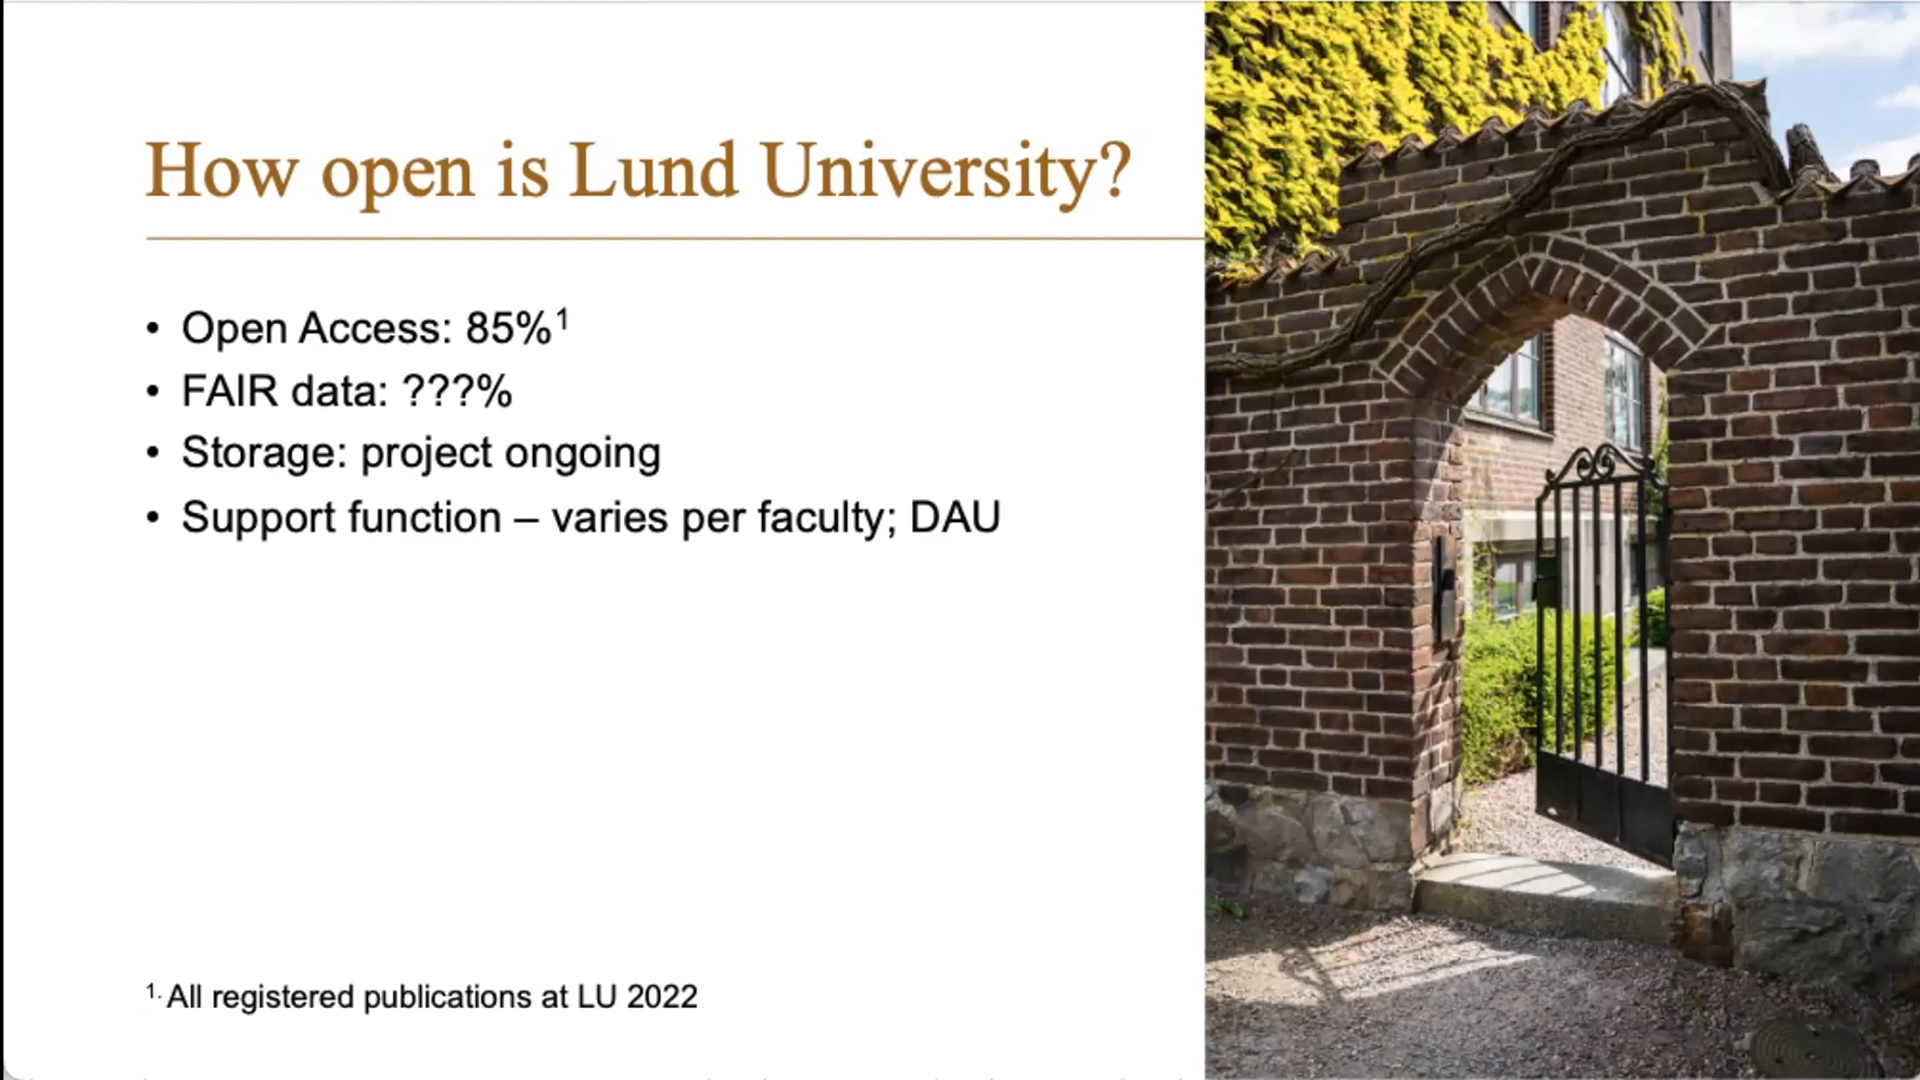 How open is Lund University?
• Open Access: 85%¹
• FAIR data: ???%
• Storage: project ongoing
• Support function – varies per faculty; DAU
¹· All registered publications at LU 2022